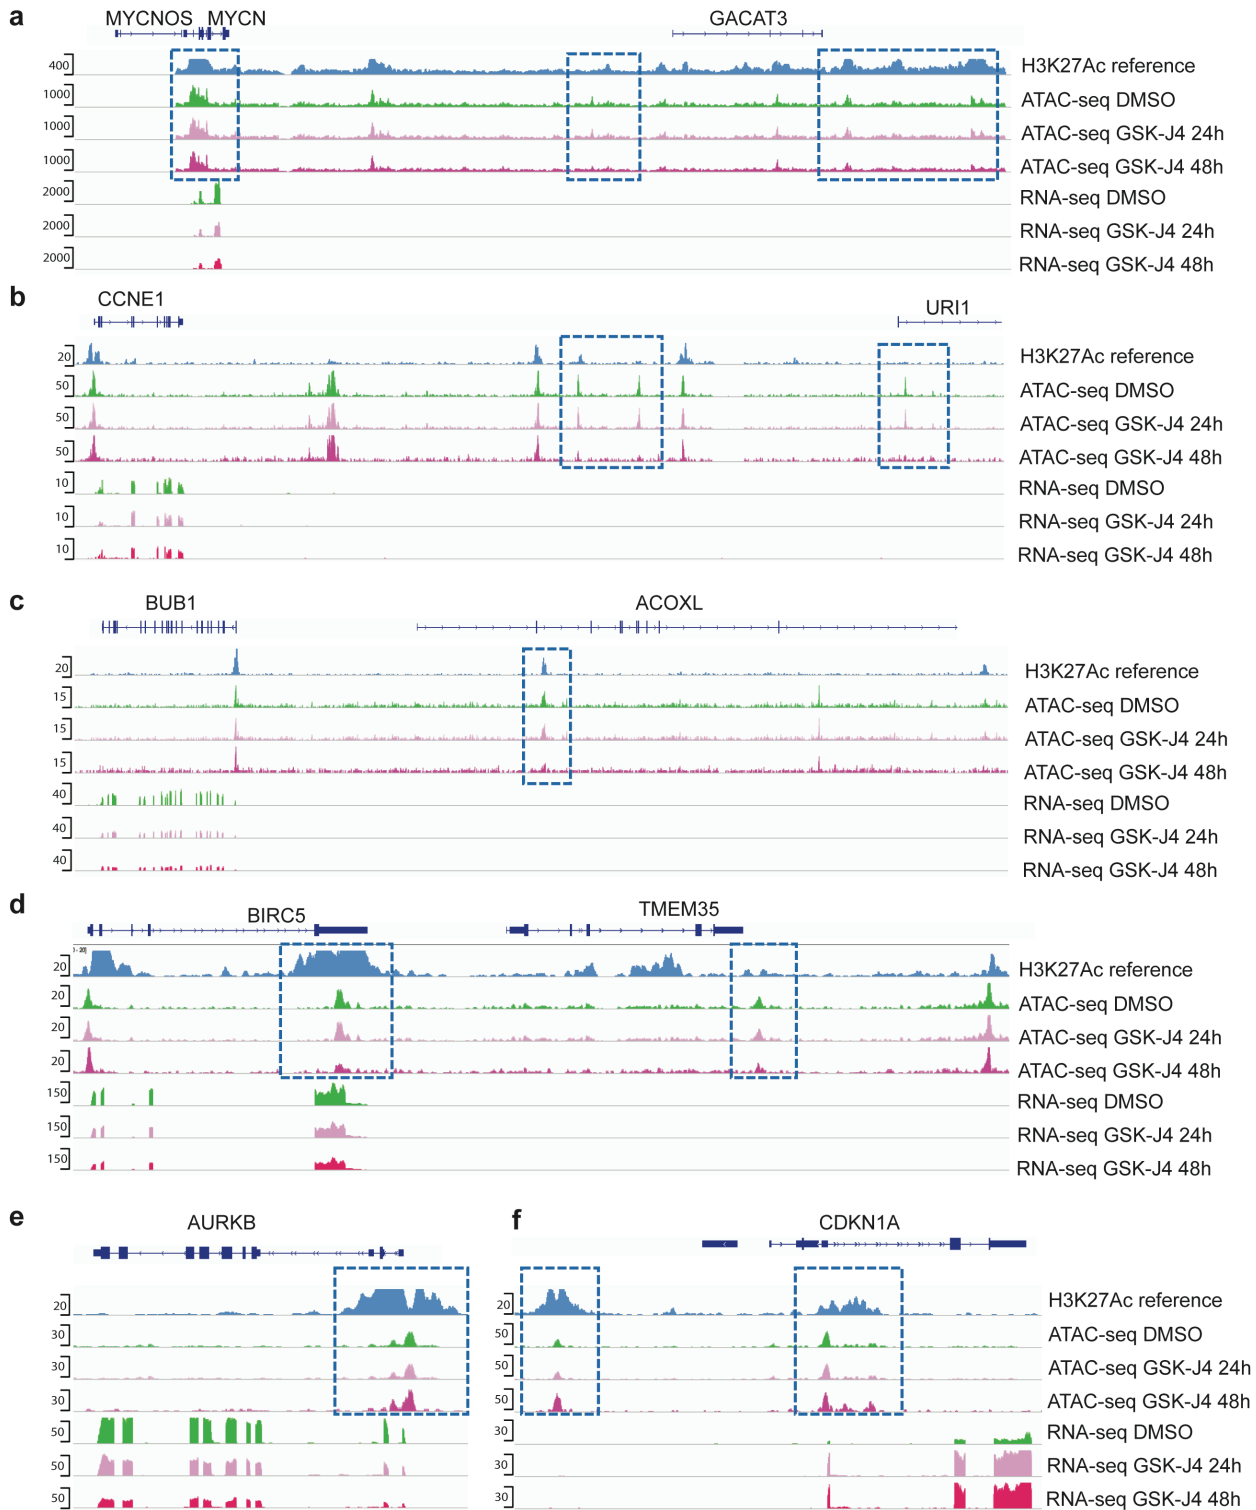 a
MYCNOS MYCN GACAT3
400 H3K27Ac reference
1000 ATAC-seq DMSO
1000 ATAC-seq GSK-J4 24h
1000 ATAC-seq GSK-J4 48h
2000 RNA-seq DMSO
2000 RNA-seq GSK-J4 24h
2000 RNA-seq GSK-J4 48h
b
CCNE1 URI1
20 H3K27Ac reference
50 ATAC-seq DMSO
50 ATAC-seq GSK-J4 24h
50 ATAC-seq GSK-J4 48h
10 RNA-seq DMSO
10 RNA-seq GSK-J4 24h
10 RNA-seq GSK-J4 48h
c
BUB1 ACOXL
20 H3K27Ac reference
15 ATAC-seq DMSO
15 ATAC-seq GSK-J4 24h
15 ATAC-seq GSK-J4 48h
40 RNA-seq DMSO
40 RNA-seq GSK-J4 24h
40 RNA-seq GSK-J4 48h
d
BIRC5 TMEM35
20 H3K27Ac reference
20 ATAC-seq DMSO
20 ATAC-seq GSK-J4 24h
20 ATAC-seq GSK-J4 48h
150 RNA-seq DMSO
150 RNA-seq GSK-J4 24h
150 RNA-seq GSK-J4 48h
e f
AURKB CDKN1A
20 20 H3K27Ac reference
30 50 ATAC-seq DMSO
30 50 ATAC-seq GSK-J4 24h
30 50 ATAC-seq GSK-J4 48h
50 30 RNA-seq DMSO
50 30 RNA-seq GSK-J4 24h
50 30 RNA-seq GSK-J4 48h